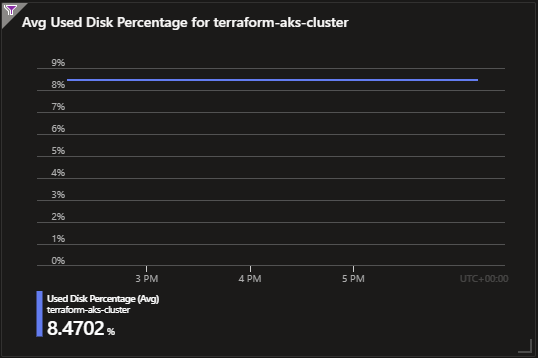 Avg Used Disk Percentage for terraform-aks-cluster
9%
8%
7%
6%
5%
4%
3%
2%
1%
0%
3 PM 4 PM 5 PM UTC+00:00
Used Disk Percentage (Avg)
terraform-aks-cluster
8.4702 %